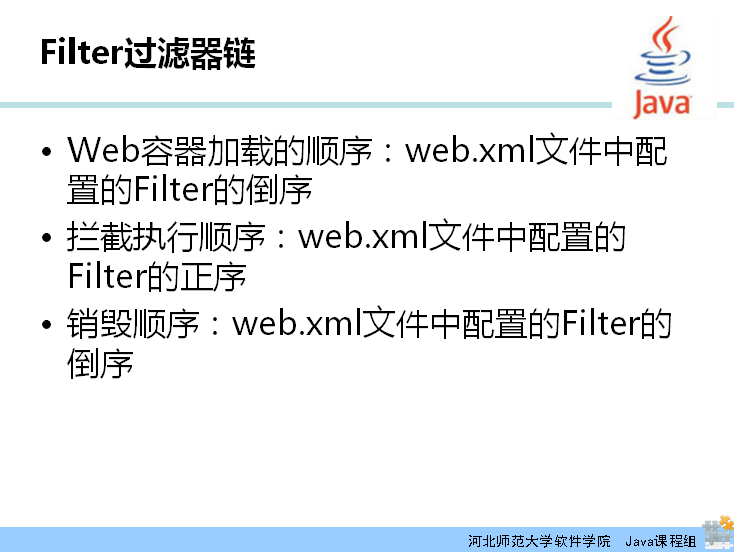 Filter过滤器链
Java
• Web容器加载的顺序：web.xml文件中配
置的Filter的倒序
• 拦截执行顺序：web.xml文件中配置的
Filter的正序
• 销毁顺序：web.xml文件中配置的Filter的
倒序
河北师范大学软件学院 Java课程组